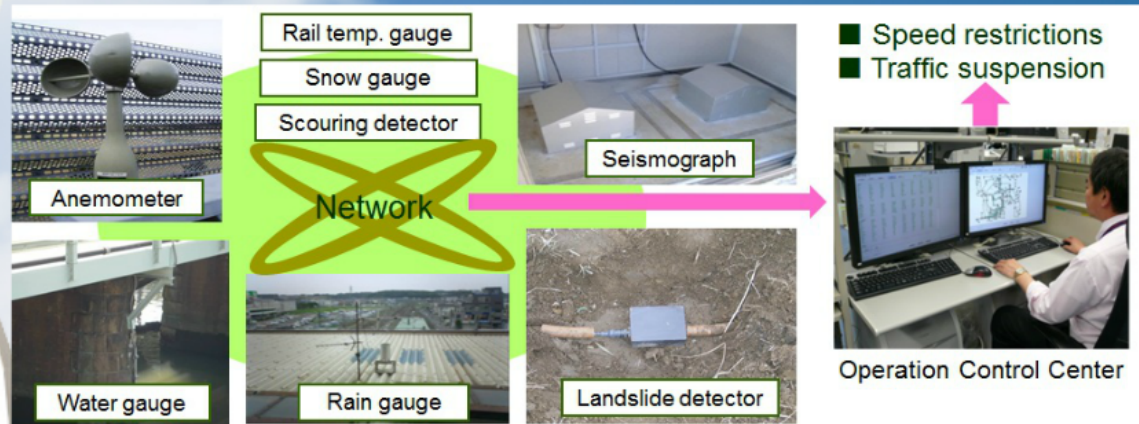 Rail temp. gauge
Snow gauge
Scouring detector
Anemometer
Network
Seismograph
■ Speed restrictions
■ Traffic suspension
Water gauge
Rain gauge
Landslide detector
Operation Control Center